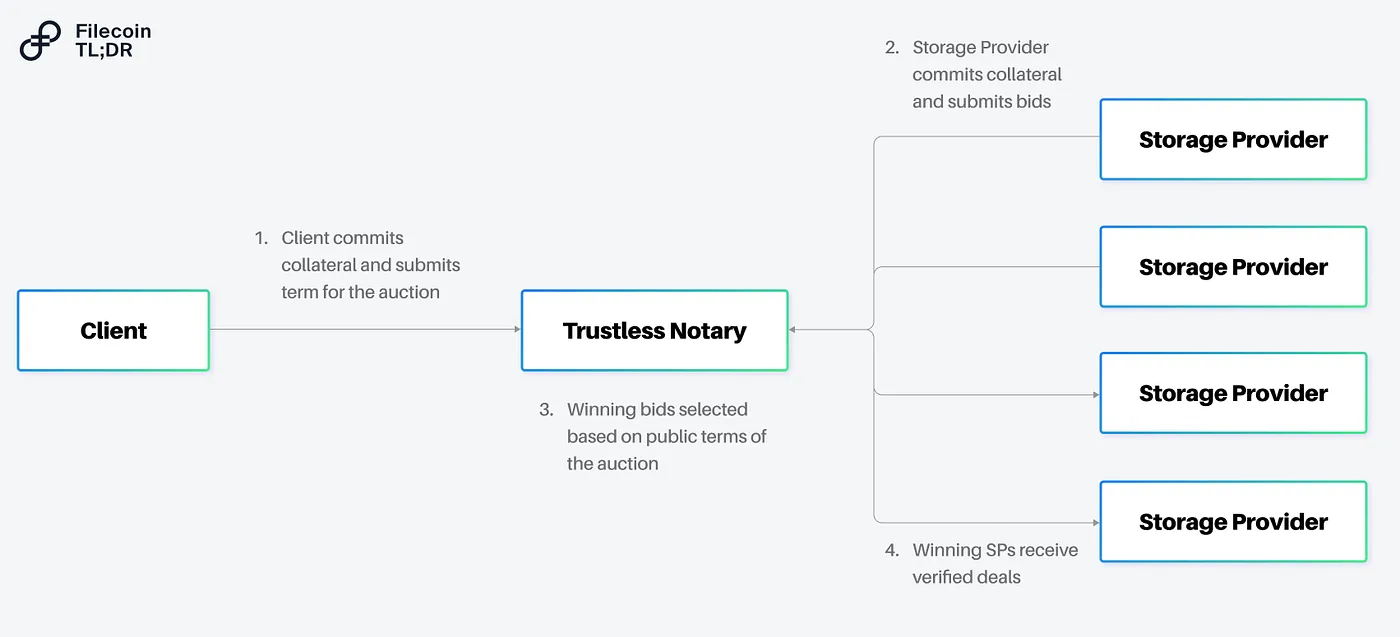 Filecoin
TL;DR
2. Storage Provider
commits collateral
and submits bids
Storage Provider
Storage Provider
1. Client commits
collateral and submits
term for the auction
Client
Trustless Notary
Storage Provider
3. Winning bids selected
based on public terms of
the auction
Storage Provider
4. Winning SPs receive
verified deals